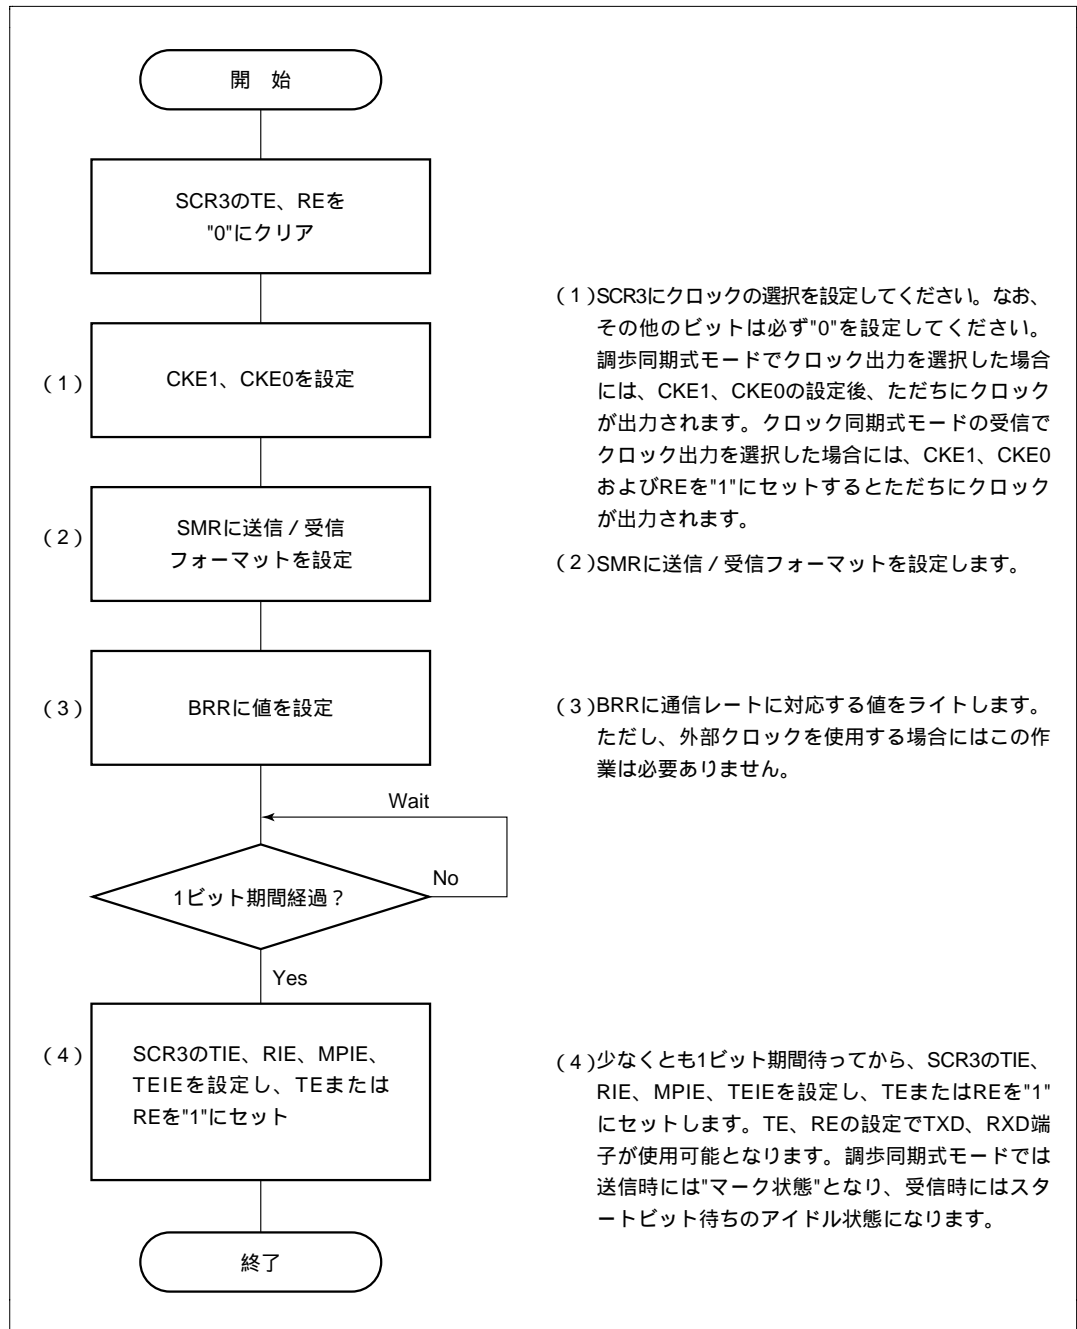 開 始
SCR3のTE、REを
"0"にクリア
(1)
CKE1、CKE0を設定
(2)
SMRに送信/受信
フォーマットを設定
(3)
BRRに値を設定
Wait
1ビット期間経過?
No
Yes
(4)
SCR3のTIE、RIE、MPIE、
TEIEを設定し、TEまたは
REを"1"にセット
終了
(1)SCR3にクロックの選択を設定してください。なお、
その他のビットは必ず"0"を設定してください。
調歩同期式モードでクロック出力を選択した場合
には、CKE1、CKE0の設定後、ただちにクロック
が出力されます。クロック同期式モードの受信で
クロック出力を選択した場合には、CKE1、CKE0
およびREを"1"にセットするとただちにクロック
が出力されます。
(2)SMRに送信/受信フォーマットを設定します。
(3)BRRに通信レートに対応する値をライトします。
ただし、外部クロックを使用する場合にはこの作
業は必要ありません。
(4)少なくとも1ビット期間待ってから、SCR3のTIE、
RIE、MPIE、TEIEを設定し、TEまたはREを"1"
にセットします。TE、REの設定でTXD、RXD端
子が使用可能となります。調歩同期式モードでは
送信時には"マーク状態"となり、受信時にはスタ
ートビット待ちのアイドル状態になります。